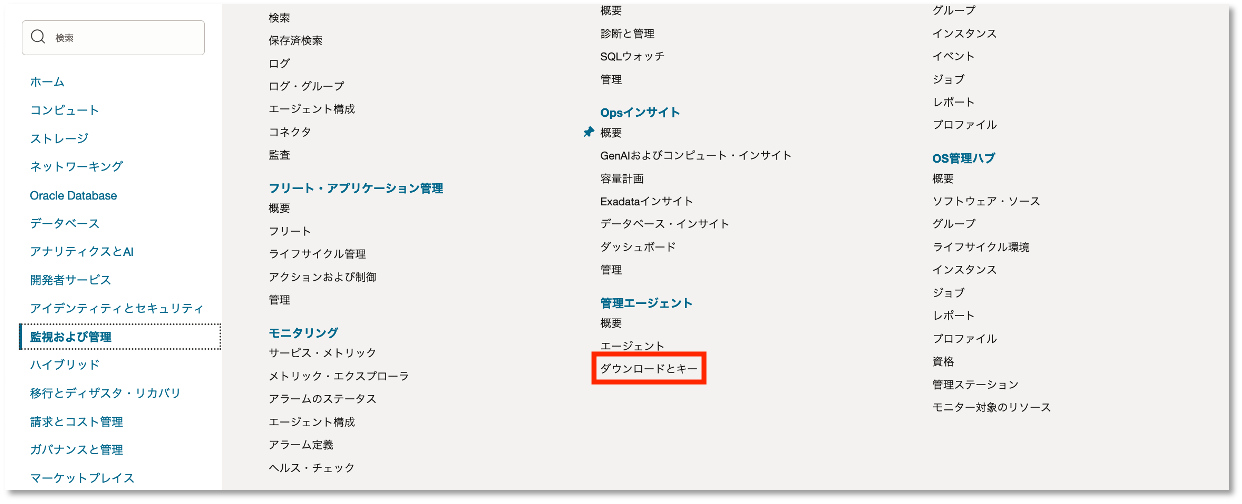 検索
ホーム
コンピュート
ストレージ
ネットワーキング
Oracle Database
データベース
アナリティクスとAI
開発者サービス
アイデンティティとセキュリティ
監視および管理
ハイブリッド
移行とディザスタ・リカバリ
請求とコスト管理
ガバナンスと管理
マーケットプレイス
検索
保存済検索
ログ
ログ・グループ
エージェント構成
コネクタ
監査
フリート・アプリケーション管理
概要
フリート
ライフサイクル管理
アクションおよび制御
管理
モニタリング
サービス・メトリック
メトリック・エクスプローラ
アラームのステータス
エージェント構成
アラーム定義
ヘルス・チェック
概要
診断と管理
SQLウォッチ
管理
Opsインサイト
概要
GenAIおよびコンピュート・インサイト
容量計画
Exadataインサイト
データベース・インサイト
ダッシュボード
管理
管理エージェント
概要
エージェント
ダウンロードとキー
グループ
インスタンス
イベント
ジョブ
レポート
プロファイル
OS管理ハブ
概要
ソフトウェア・ソース
グループ
ライフサイクル環境
インスタンス
ジョブ
レポート
プロファイル
資格
管理ステーション
モニター対象のリソース